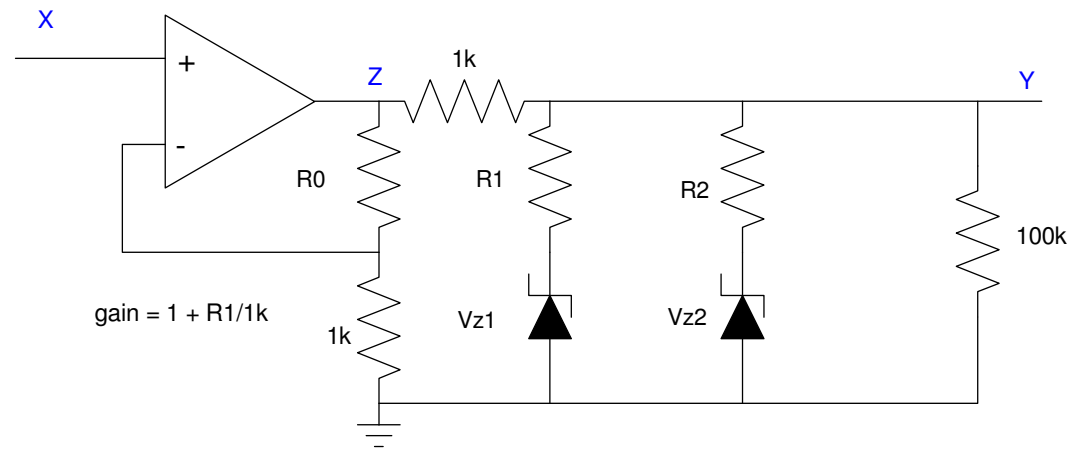 X
+
1k
Z
Y
-
R0
R1
R2
100k
gain = 1 + R1/1k
1k
Vz1
Vz2